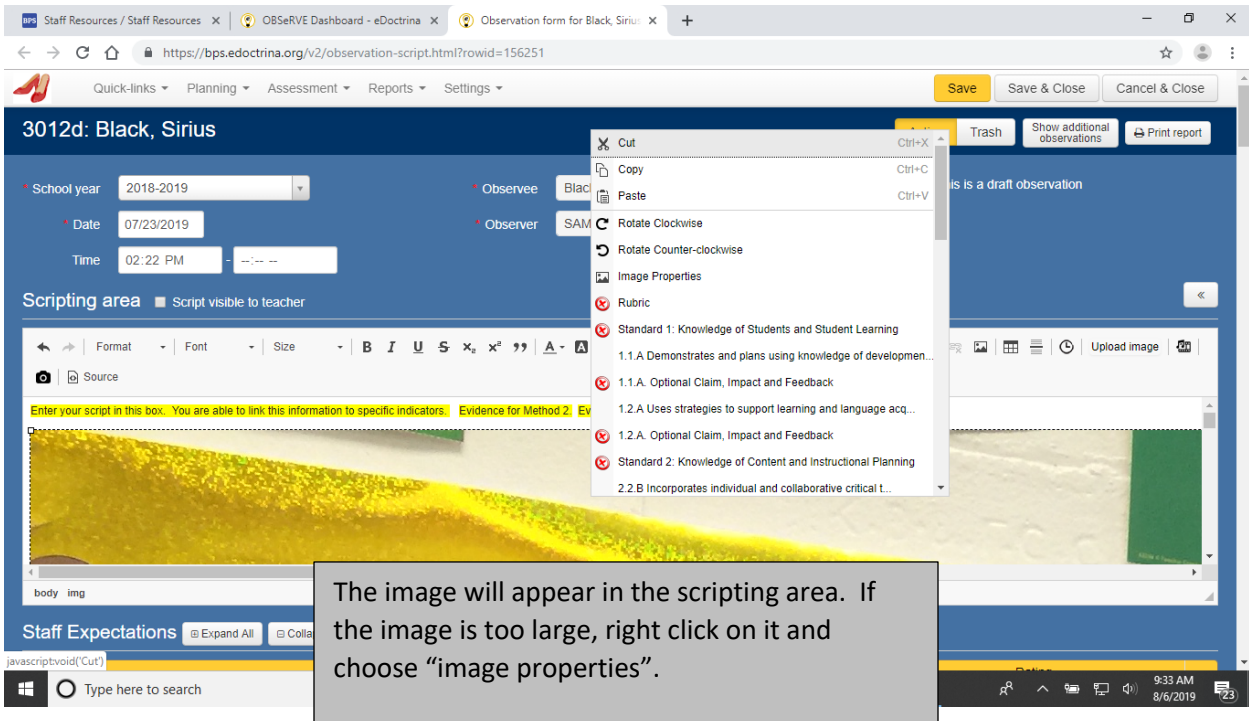 BPS Staff Resources / Staff Resources
OBSeRVE Dashboard - eDoctrina
Observation form for Black, Sirius
https://bps.edoctrina.org/v2/observation-script.html?rowid=156251
Quick-links Planning Assessment Reports Settings
Save Save & Close Cancel & Close
3012d: Black, Sirius
Trash Show additional observations Print report
* School year 2018-2019 * Observee Blac is is a draft observation
* Date 07/23/2019 * Observer SAM
Time 02:22 PM - --:-- --
Scripting area Script visible to teacher «
Format Font Size B I U S x₂ x² ,, A A Upload image
Source
Enter your script in this box. You are able to link this information to specific indicators. Evidence for Method 2. Ev
body img
Cut Ctrl+X
Copy Ctrl+C
Paste Ctrl+V
Rotate Clockwise
Rotate Counter-clockwise
Image Properties
Rubric
Standard 1: Knowledge of Students and Student Learning
1.1.A Demonstrates and plans using knowledge of developmen...
1.1.A. Optional Claim, Impact and Feedback
1.2.A Uses strategies to support learning and language acq...
1.2.A. Optional Claim, Impact and Feedback
Standard 2: Knowledge of Content and Instructional Planning
2.2.B Incorporates individual and collaborative critical t...
The image will appear in the scripting area. If
the image is too large, right click on it and
choose “image properties”.
Staff Expectations Expand All Colla
javascript:void('Cut')
Type here to search
9:33 AM
8/6/2019
23